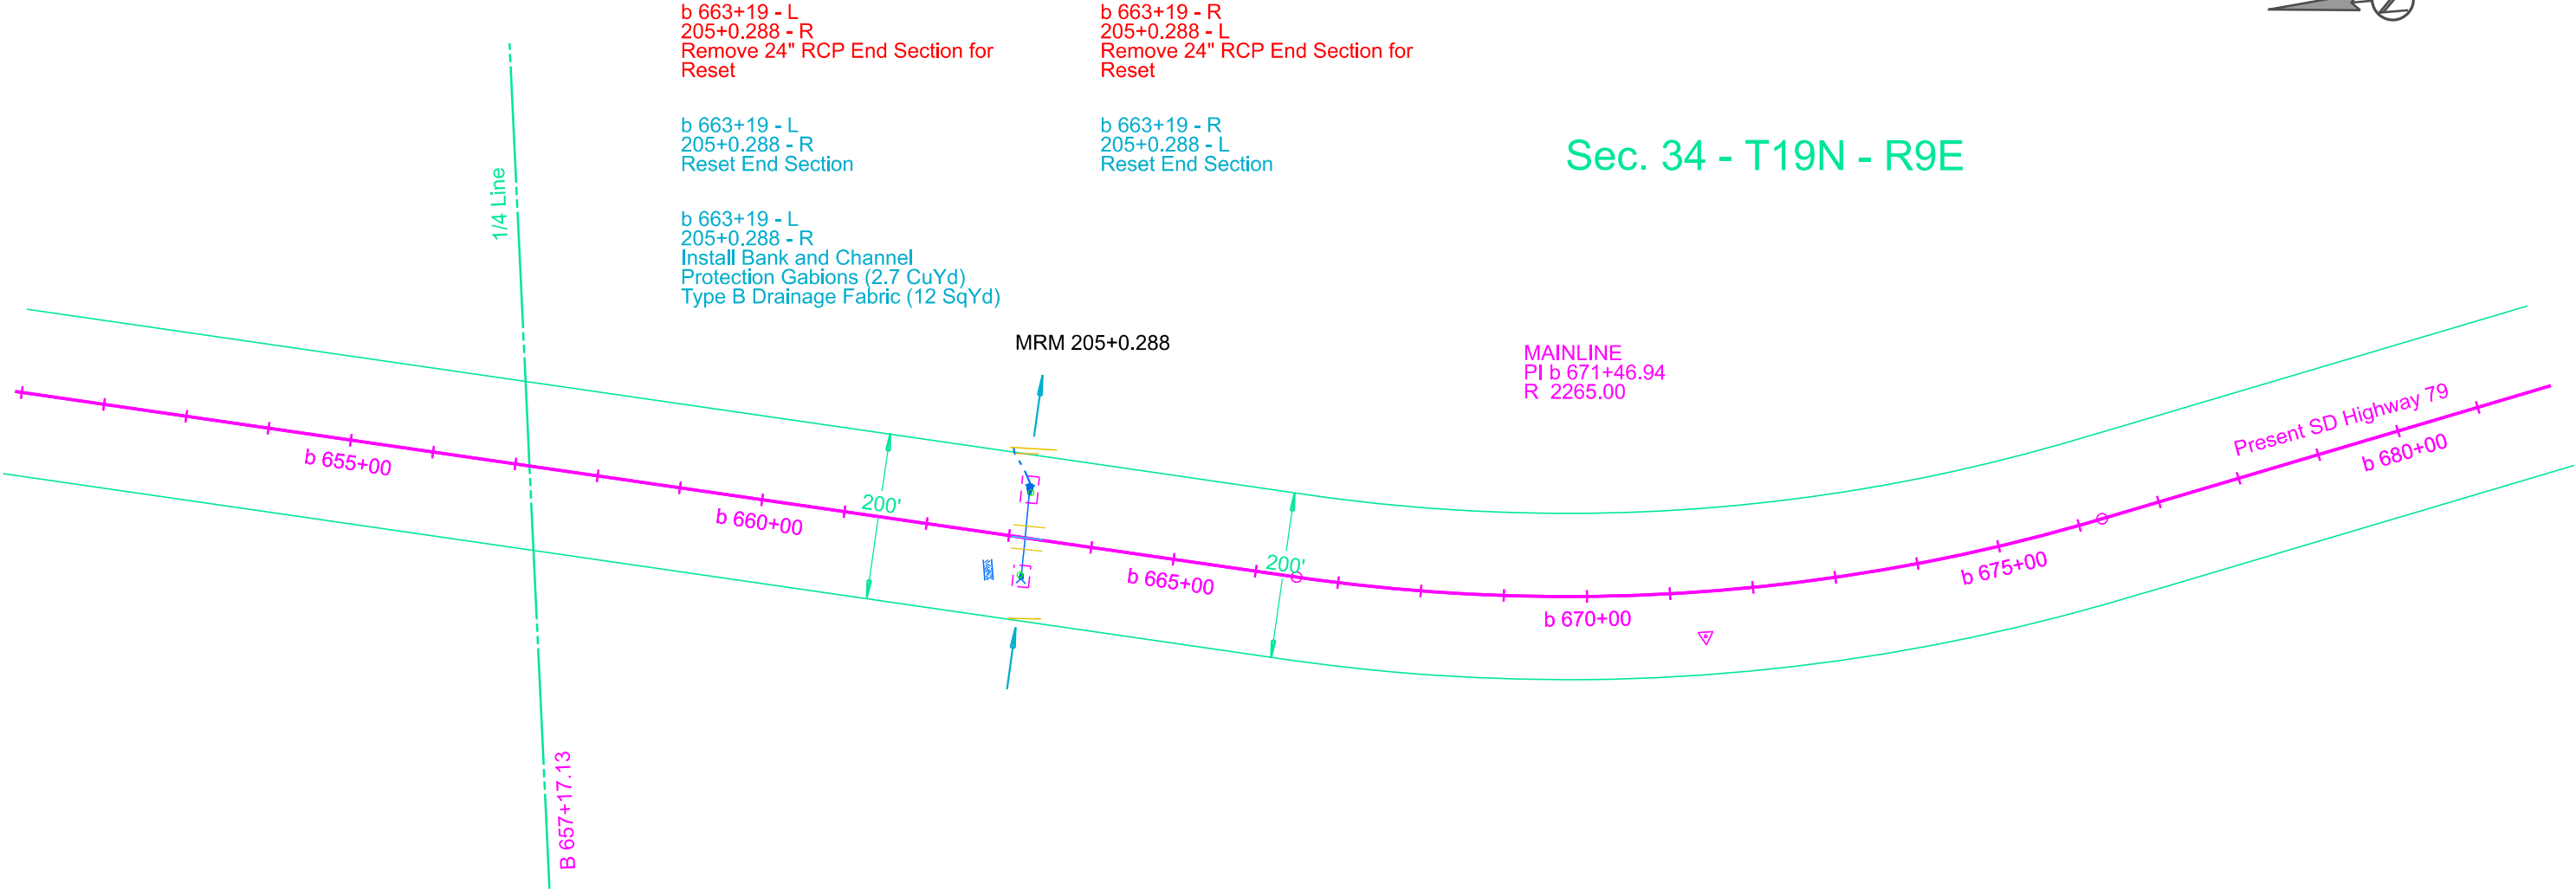 b 663+19 - L
205+0.288 - R
Remove 24" RCP End Section for
Reset
b 663+19 - R
205+0.288 - L
Remove 24" RCP End Section for
Reset
b 663+19 - L
205+0.288 - R
Reset End Section
b 663+19 - R
205+0.288 - L
Reset End Section
Sec. 34 - T19N - R9E
1/4 Line
b 663+19 - L
205+0.288 - R
Install Bank and Channel
Protection Gabions (2.7 CuYd)
Type B Drainage Fabric (12 SqYd)
MRM 205+0.288
MAINLINE
PI b 671+46.94
R 2265.00
Present SD Highway 79
b 655+00
b 660+00
200'
b 665+00
200'
b 670+00
b 675+00
b 680+00
B 657+17.13